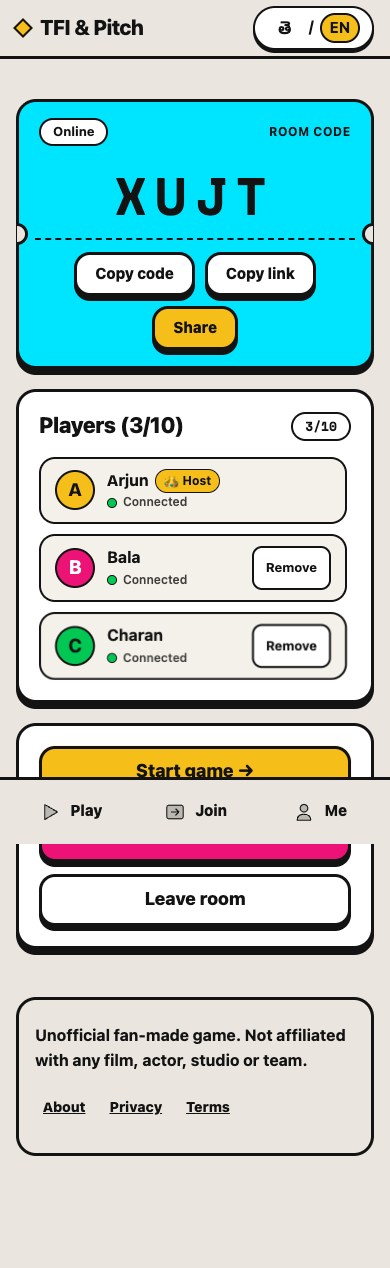 TFI & Pitch
తె / EN
Online
ROOM CODE
XUJT
Copy code
Copy link
Share
Players (3/10)
3/10
A
Arjun
Host
Connected
B
Bala
Connected
Remove
C
Charan
Connected
Remove
Start game →
Play
Join
Me
Leave room
Unofficial fan-made game. Not affiliated
with any film, actor, studio or team.
About
Privacy
Terms